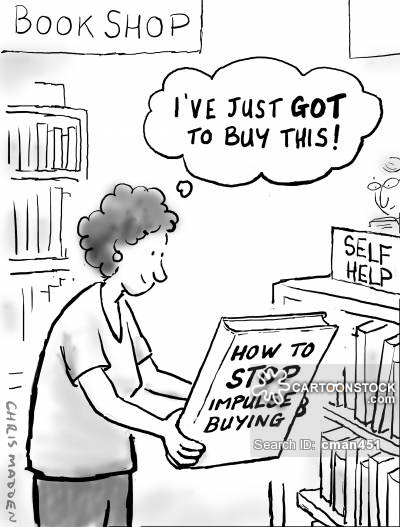 BOOK SHOP
I'VE JUST GOT
TO BUY THIS!
SELF
HELP
HOW TO
STOP
IMPULSE
BUYING
CARTOONSTOCK
.com
Search ID: cman451
CHRIS MADDEN